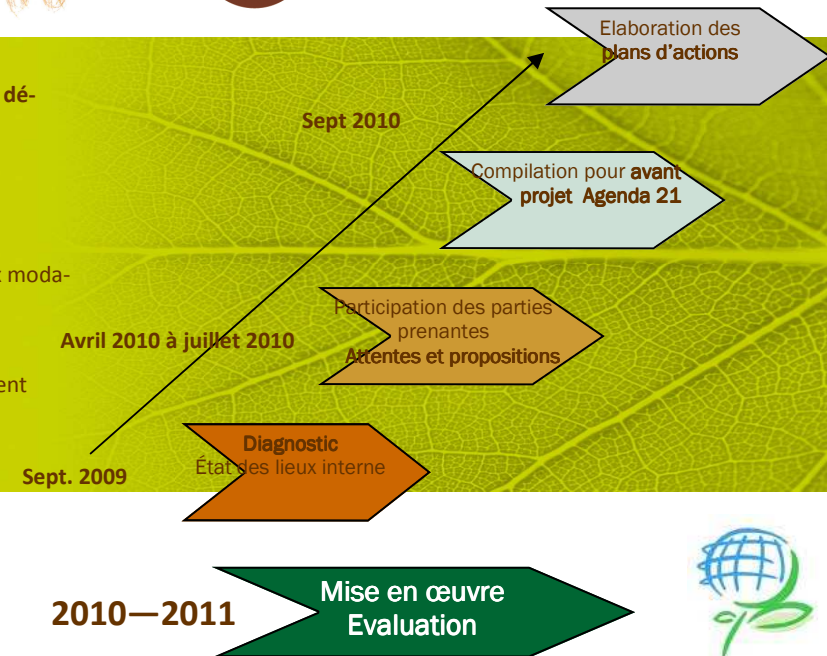 Elaboration des
plans d'actions
dé-
Sept 2010
Compilation pour avant
projet Agenda 21
moda-
Participation des parties
prenantes
Attentes et propositions
Avril 2010 à juillet 2010
Diagnostic
État des lieux interne
Sept. 2009
2010—2011
Mise en œuvre
Evaluation